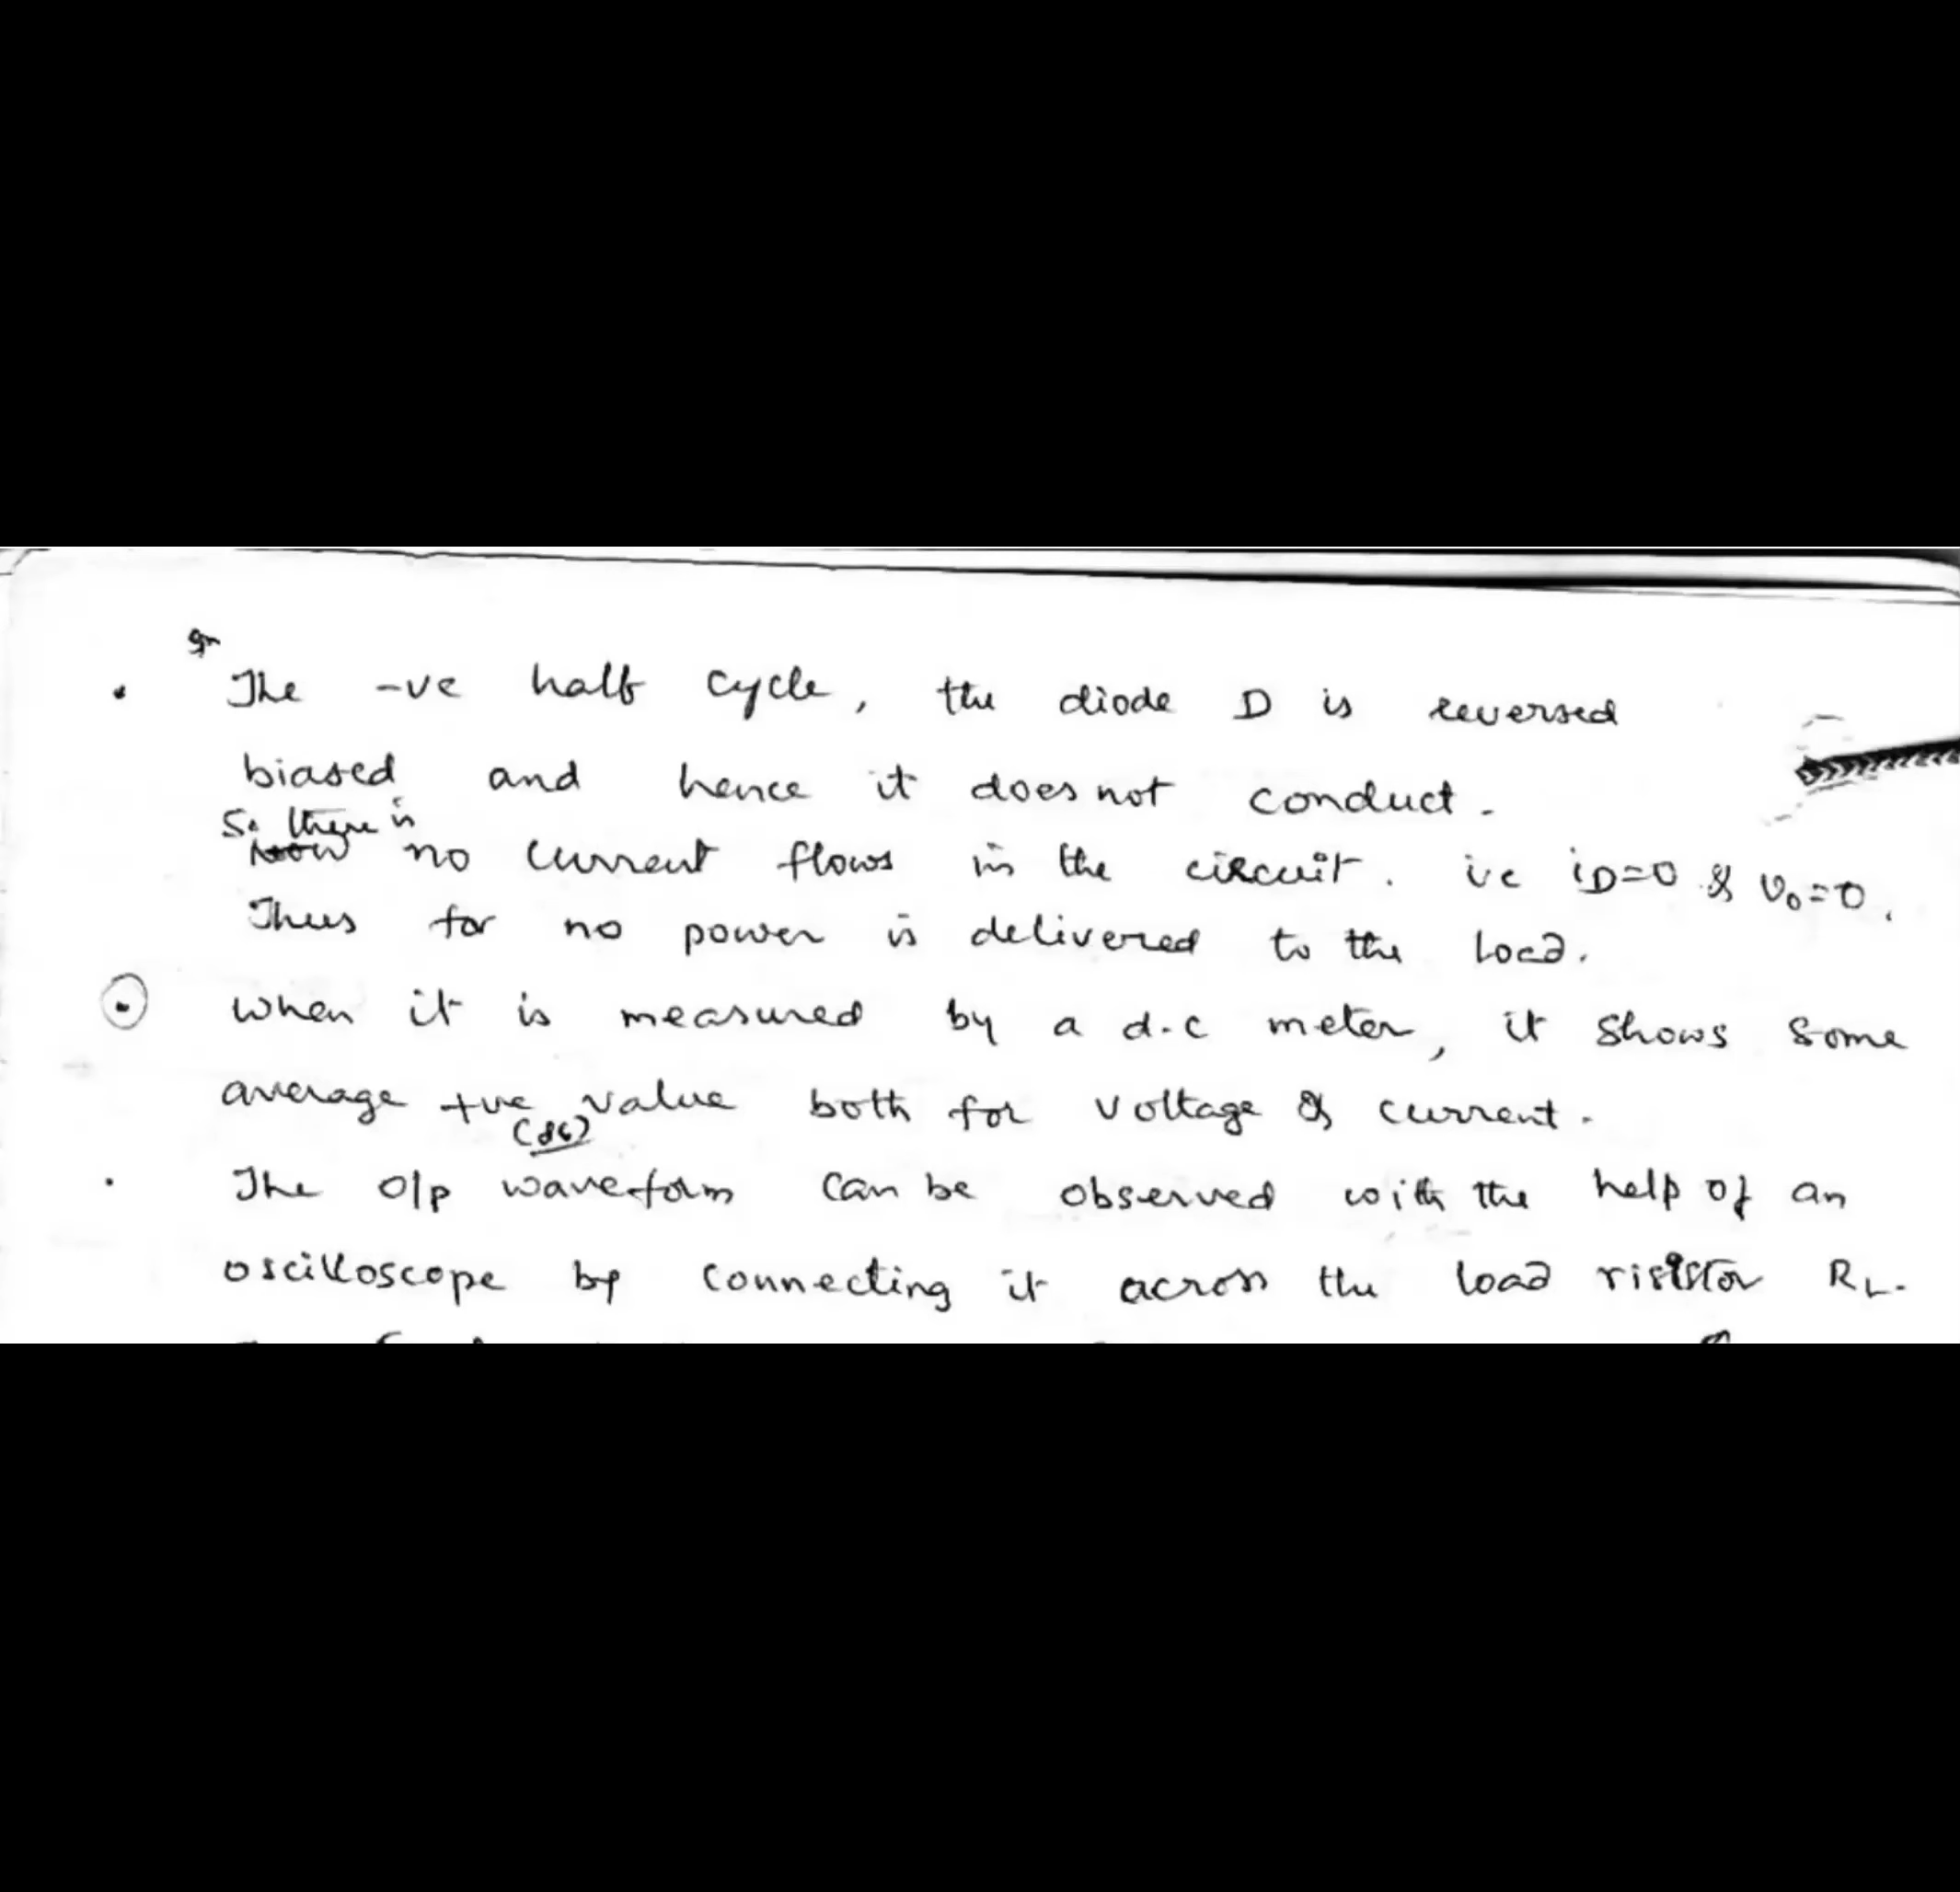 In
· The -ve half cycle, the diode D is reversed
biased and hence it does not conduct.
So there is
Now no current flows in the circuit. ie iD=0 & v0=0.
Thus for no power is delivered to the load.
· When it is measured by a d.c meter, it shows some
average +ve value both for voltage & current.
(dc)
· The o/p waveform can be observed with the help of an
oscilloscope by connecting it across the load risistor RL.